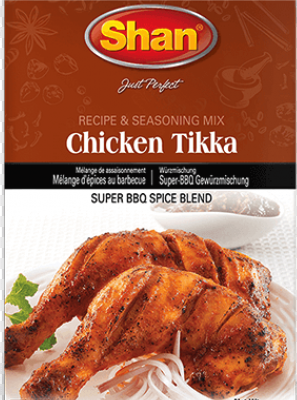 Shan
Just Perfect
RECIPE & SEASONING MIX
Chicken Tikka
Mélange de assaisonnement
Mélange d'épices au barbecue
Würzmischung
Super-BBQ Gewürzmischung
SUPER BBQ SPICE BLEND